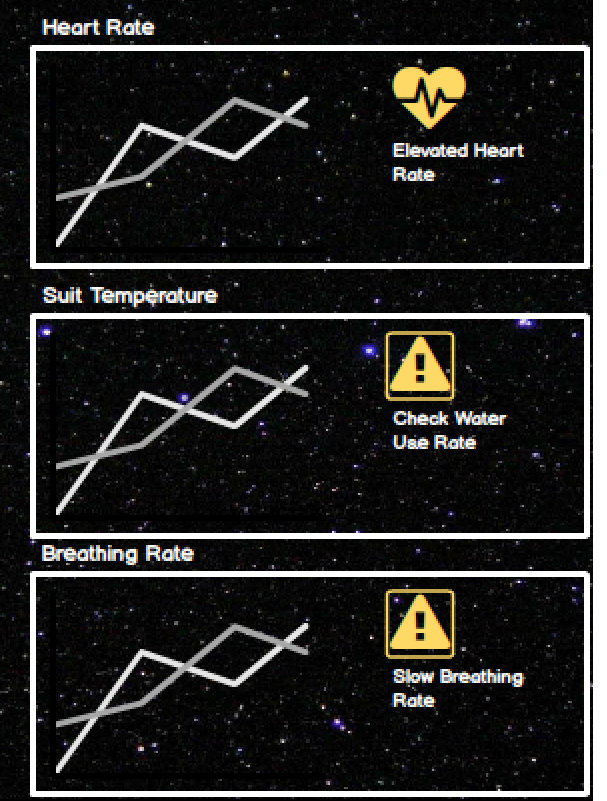 Heart Rate
Elevated Heart
Rate
Suit Temperature
Check Water
Use Rate
Breathing Rate
Slow Breathing
Rate